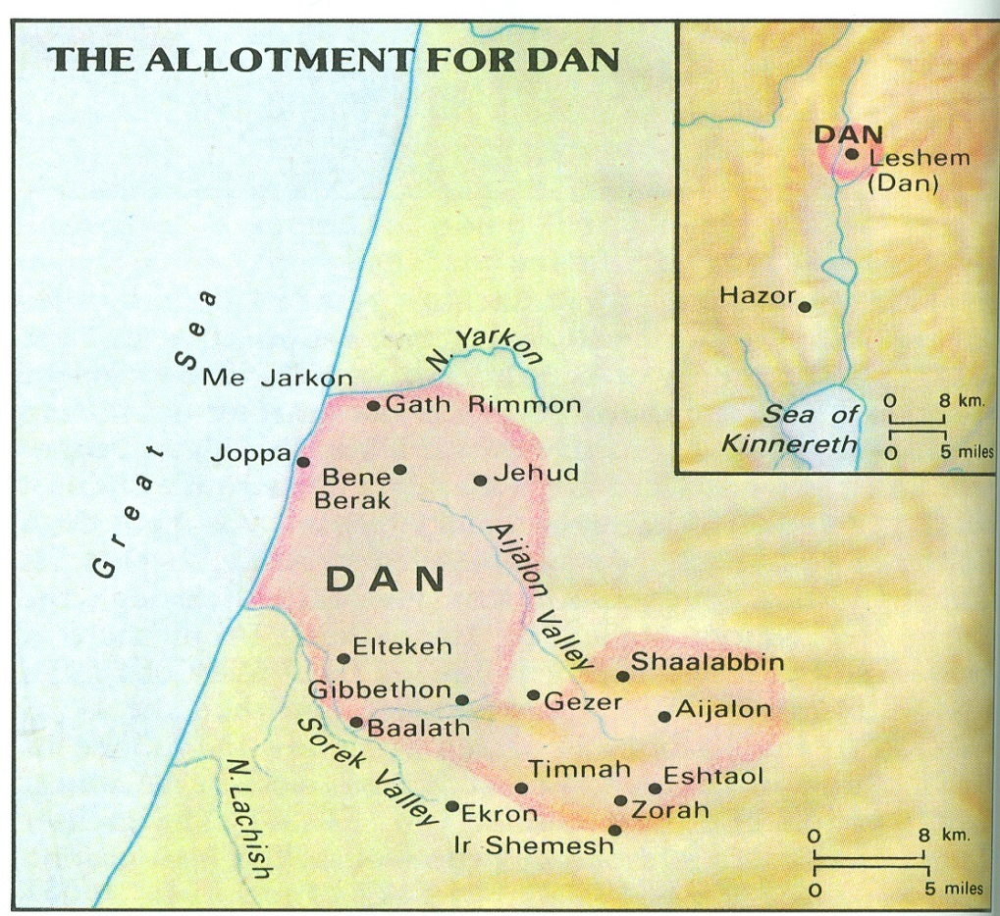 THE ALLOTMENT FOR DAN
DAN
Leshem
(Dan)
Hazor
Sea of
Kinnereth
0 8 km.
0 5 miles
Great Sea
N. Yarkon
Me Jarkon
Gath Rimmon
Joppa
Bene
Berak
Jehud
Aijalon Valley
DAN
Eltekeh
Shaalabbin
Gibbethon
Gezer
Aijalon
Baalath
Sorek Valley
Timnah
Eshtaol
N. Lachish
Ekron
Zorah
Ir Shemesh
0 8 km.
0 5 miles